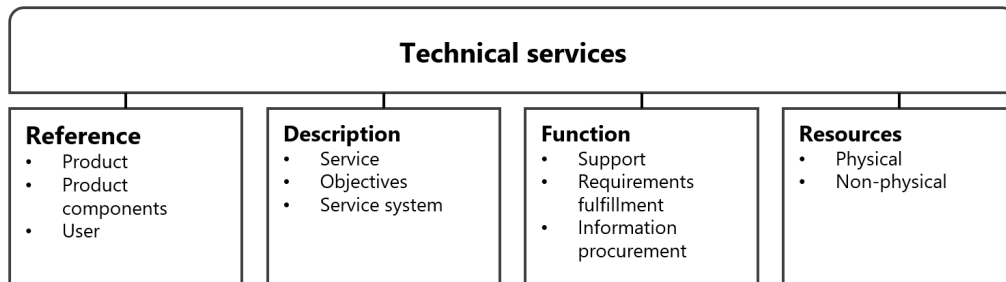 Technical services
Reference
• Product
• Product
components
• User
Description
• Service
• Objectives
• Service system
Function
• Support
• Requirements
fulfillment
• Information
procurement
Resources
• Physical
• Non-physical